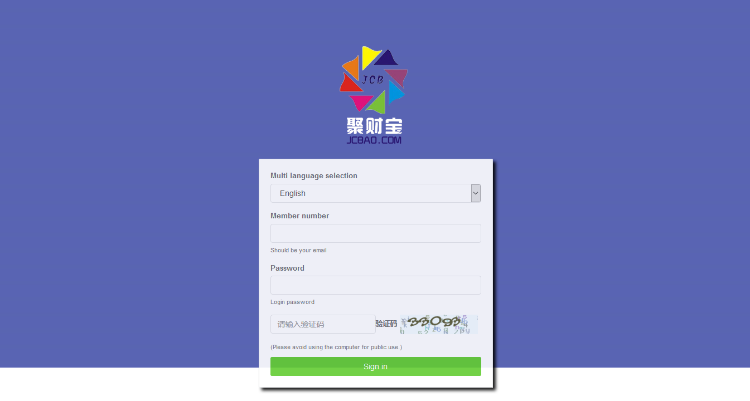 JCB
聚财宝
JCBAO.COM
Multi language selection
English
Member number
Should be your email
Password
Login password
请输入验证码 验证码 33093
(Please avoid using the computer for public use.)
Sign in